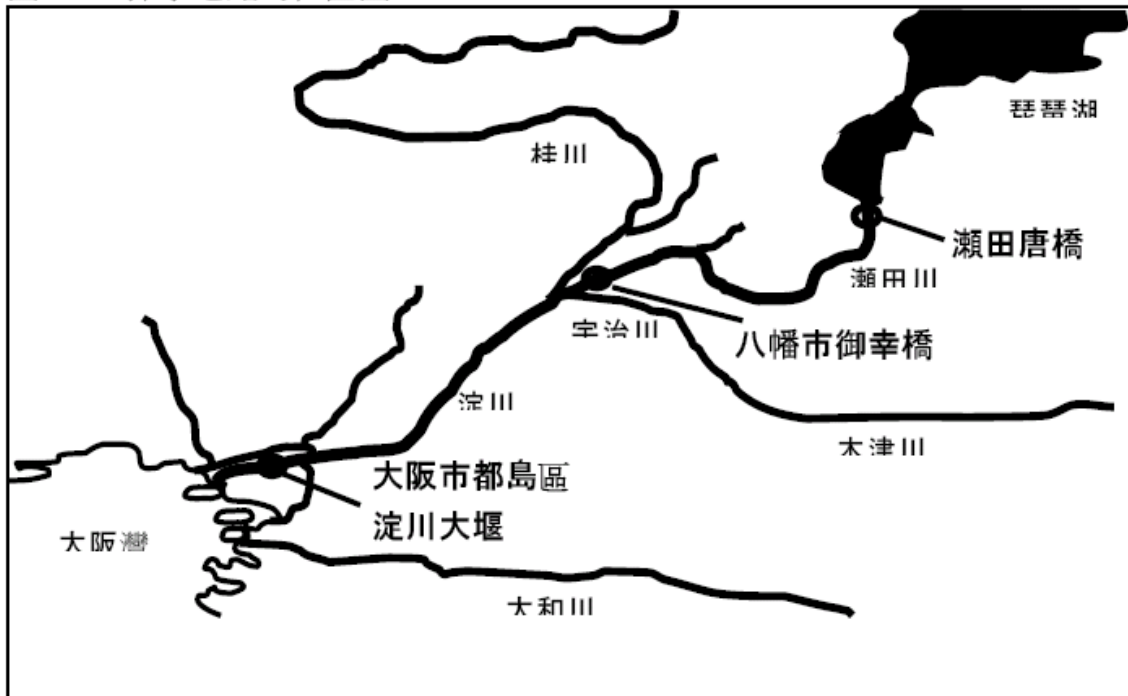 琵琶湖
桂川
瀬田唐橋
瀬田川
宇治川
八幡市御幸橋
淀川
木津川
大阪市都島區
淀川大堰
大阪灣
大和川